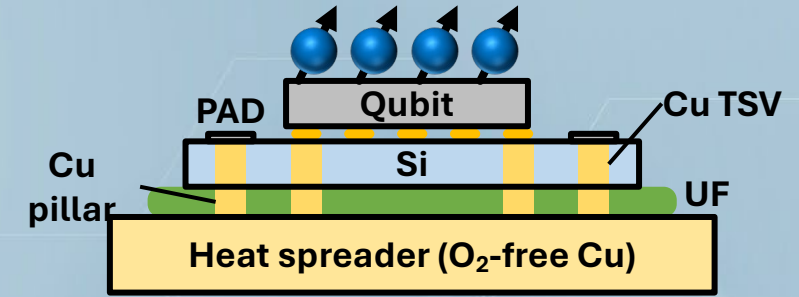 PAD
Qubit
Cu TSV
Cu
pillar
Si
UF
Heat spreader (O₂-free Cu)